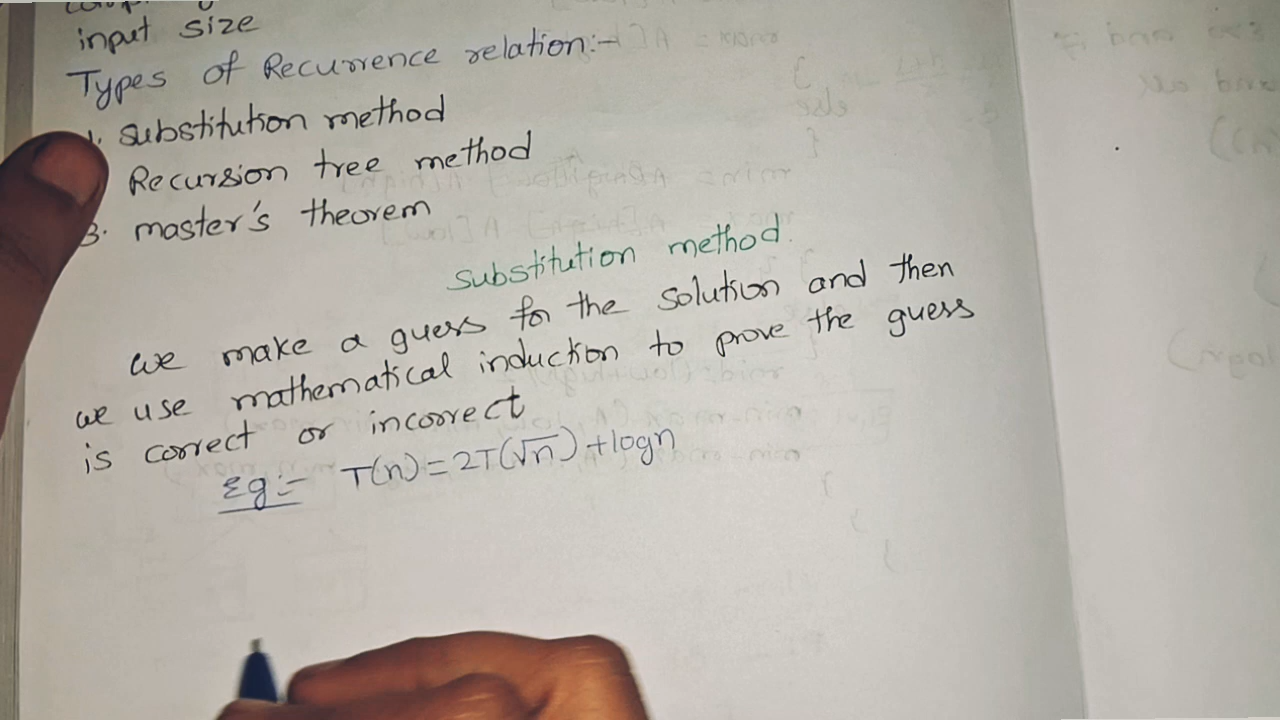 input size
Types of Recurrence relation:-
1. substitution method
Recursion tree method
3. master's theorem
substitution method.
we make a guess for the solution and then
we use mathematical induction to prove the guess
is correct or incorrect
Eg:- T(n)=2T(√n)+logn